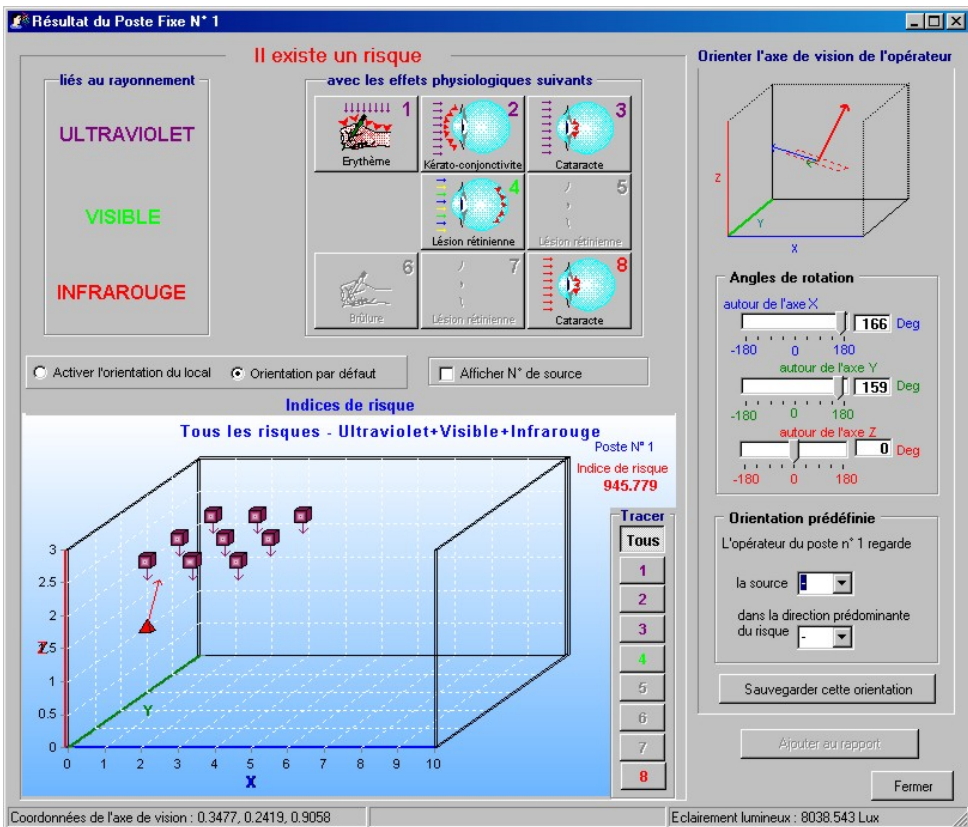 Résultat du Poste Fixe N° 1
Il existe un risque
liés au rayonnement
ULTRAVIOLET
VISIBLE
INFRAROUGE
avec les effets physiologiques suivants
1
Erythème
2
Kérato-conjonctivite
3
Cataracte
4
Lésion rétinienne
5
Lésion rétinienne
6
Brûlure
7
Lésion rétinienne
8
Cataracte
Activer l'orientation du local
Orientation par défaut
Afficher N° de source
Indices de risque
Tous les risques - Ultraviolet+Visible+Infrarouge
Poste N° 1
Indice de risque
945.779
3
2.5
2
1.5
1
0.5
0
Z
Y
0 1 2 3 4 5 6 7 8 9 10
X
Tracer
Tous
1
2
3
4
5
6
7
8
Orienter l'axe de vision de l'opérateur
Z
Y
X
Angles de rotation
autour de l'axe X
166 Deg
-180 0 180
autour de l'axe Y
159 Deg
-180 0 180
autour de l'axe Z
0 Deg
-180 0 180
Orientation prédéfinie
L'opérateur du poste n° 1 regarde
la source -
dans la direction prédominante
du risque -
Sauvegarder cette orientation
Ajouter au rapport
Fermer
Coordonnées de l'axe de vision : 0.3477, 0.2419, 0.9058
Eclairement lumineux : 8038.543 Lux